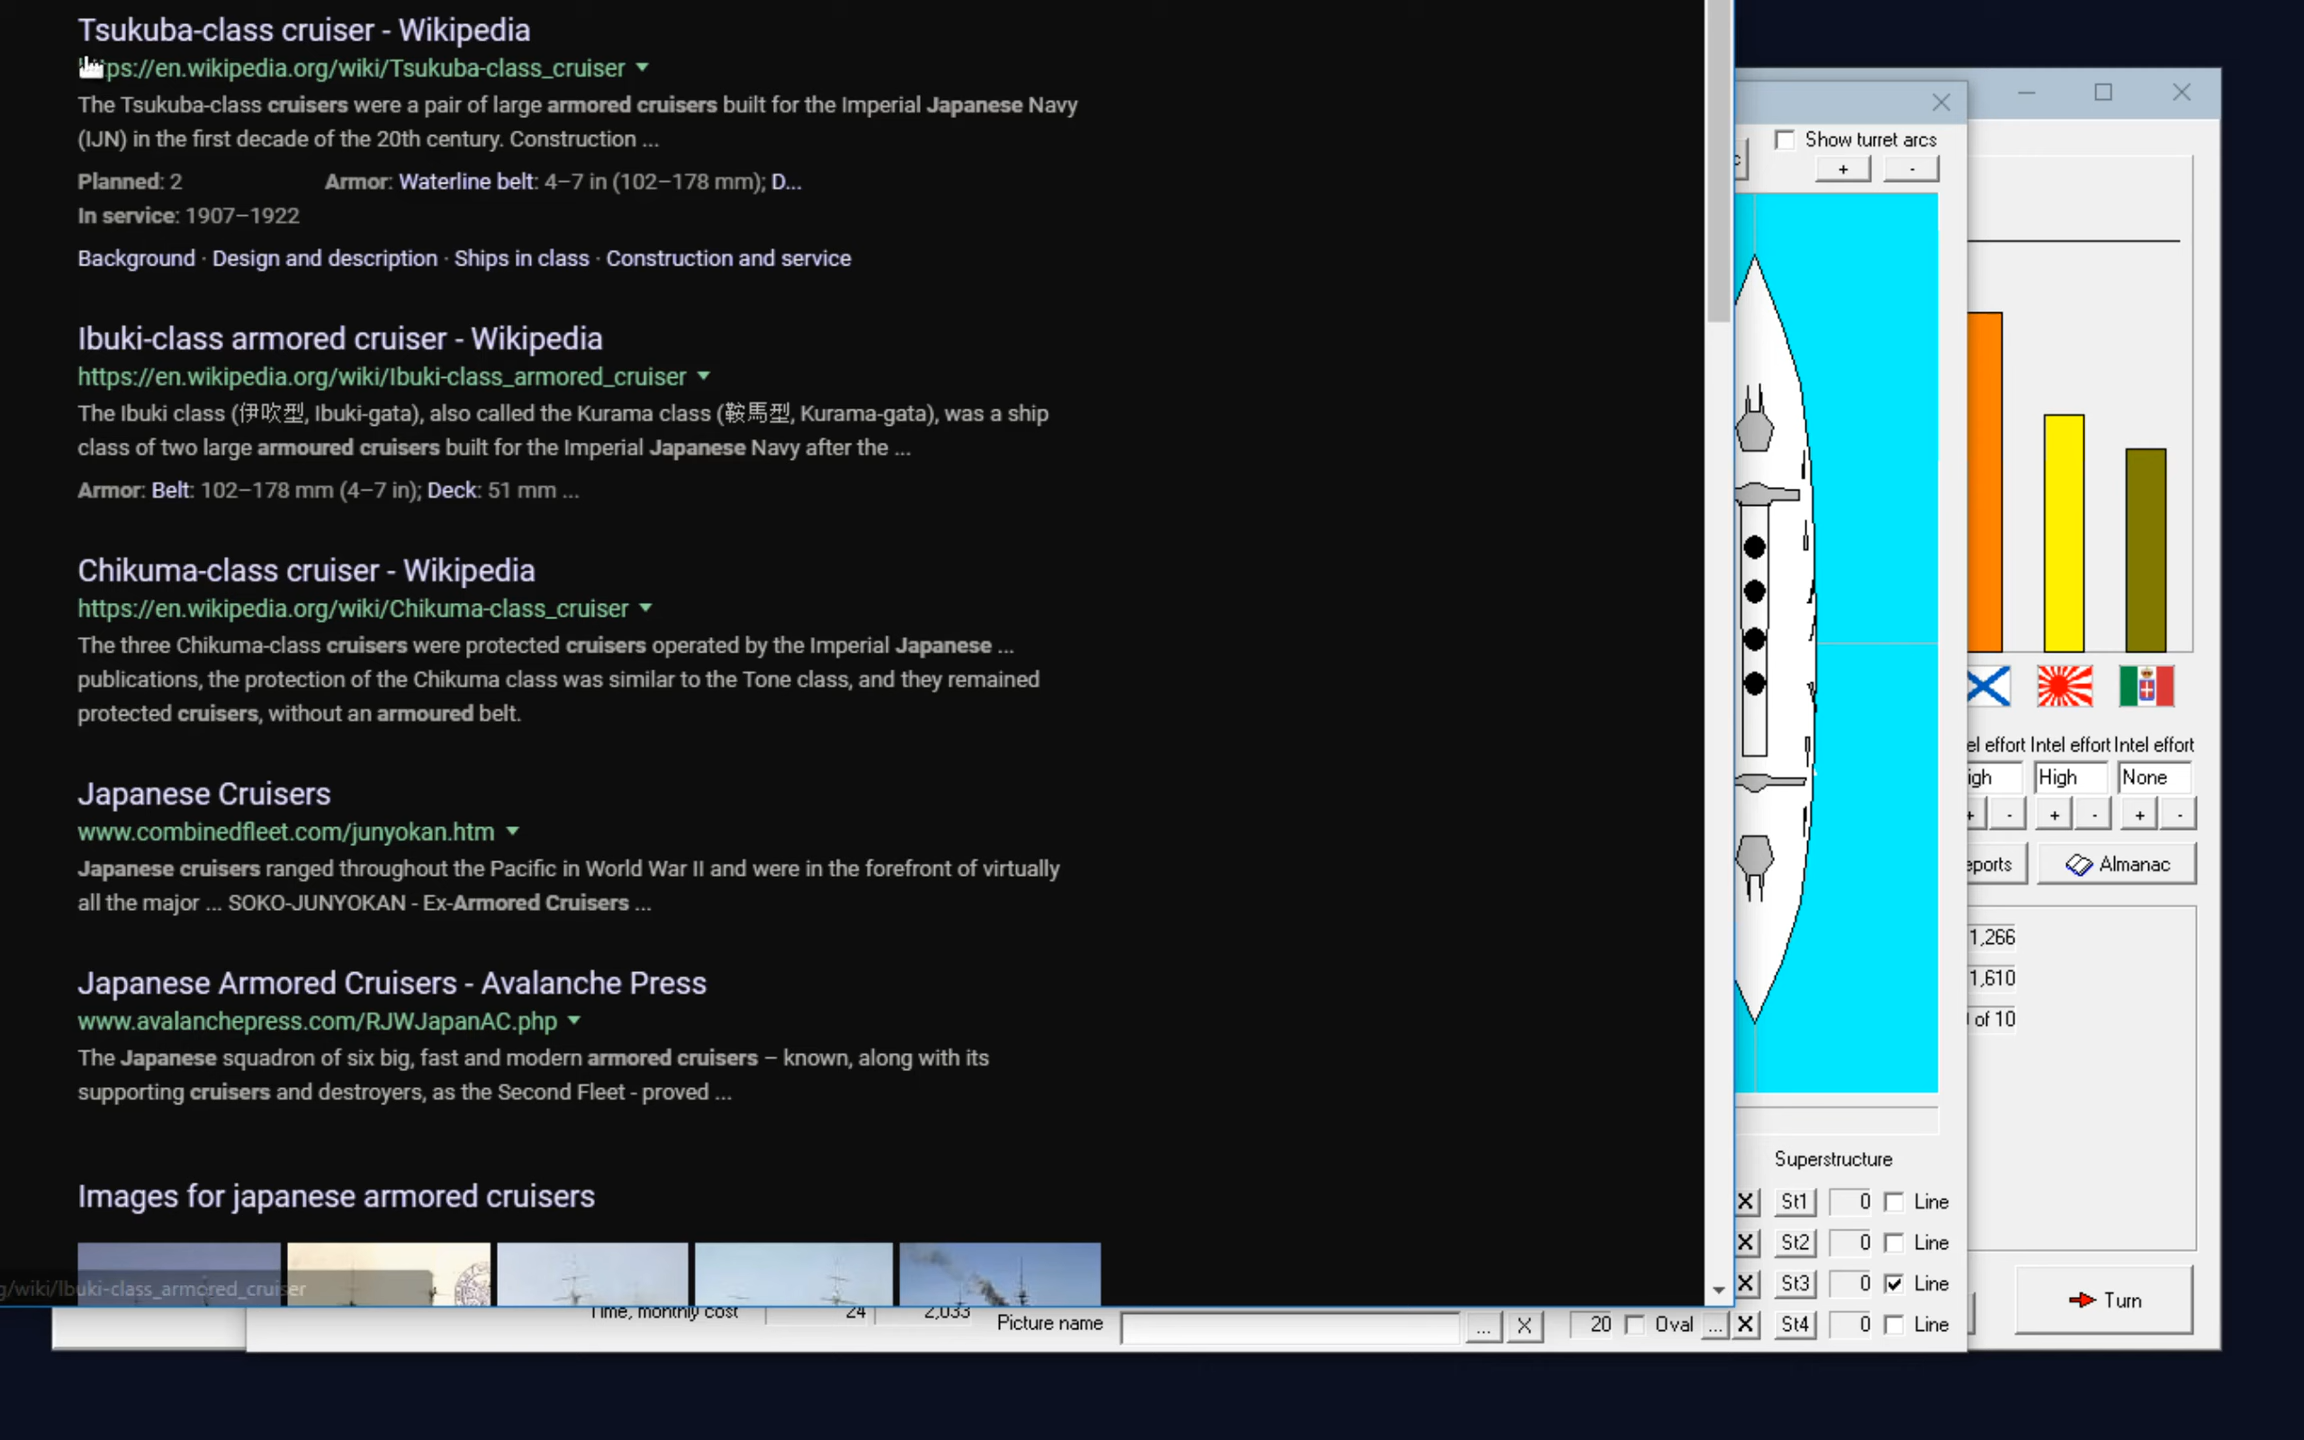 Tsukuba-class cruiser - Wikipedia
ps://en.wikipedia.org/wiki/Tsukuba-class_cruiser
The Tsukuba-class cruisers were a pair of large armored cruisers built for the Imperial Japanese Navy
(IJN) in the first decade of the 20th century. Construction ...
Planned: 2 Armor: Waterline belt: 4–7 in (102–178 mm); D...
In service: 1907–1922
Background · Design and description · Ships in class · Construction and service
Ibuki-class armored cruiser - Wikipedia
https://en.wikipedia.org/wiki/Ibuki-class_armored_cruiser
The Ibuki class (伊吹型, Ibuki-gata), also called the Kurama class (鞍馬型, Kurama-gata), was a ship
class of two large armoured cruisers built for the Imperial Japanese Navy after the ...
Armor: Belt: 102–178 mm (4–7 in); Deck: 51 mm ...
Chikuma-class cruiser - Wikipedia
https://en.wikipedia.org/wiki/Chikuma-class_cruiser
The three Chikuma-class cruisers were protected cruisers operated by the Imperial Japanese ...
publications, the protection of the Chikuma class was similar to the Tone class, and they remained
protected cruisers, without an armoured belt.
Japanese Cruisers
www.combinedfleet.com/junyokan.htm
Japanese cruisers ranged throughout the Pacific in World War II and were in the forefront of virtually
all the major ... SOKO-JUNYOKAN - Ex-Armored Cruisers ...
Japanese Armored Cruisers - Avalanche Press
www.avalanchepress.com/RJWJapanAC.php
The Japanese squadron of six big, fast and modern armored cruisers – known, along with its
supporting cruisers and destroyers, as the Second Fleet - proved ...
Images for japanese armored cruisers
g/wiki/Ibuki-class_armored_cruiser
Show turret arcs
+ -
el effort Intel effort Intel effort
igh High None
+ - + - + -
eports Almanac
1,266
1,610
of 10
Superstructure
X St1 0 Line
X St2 0 Line
X St3 0 Line
Time, monthly cost 24 2,033 Picture name ... X 20 Oval ... X St4 0 Line
Turn